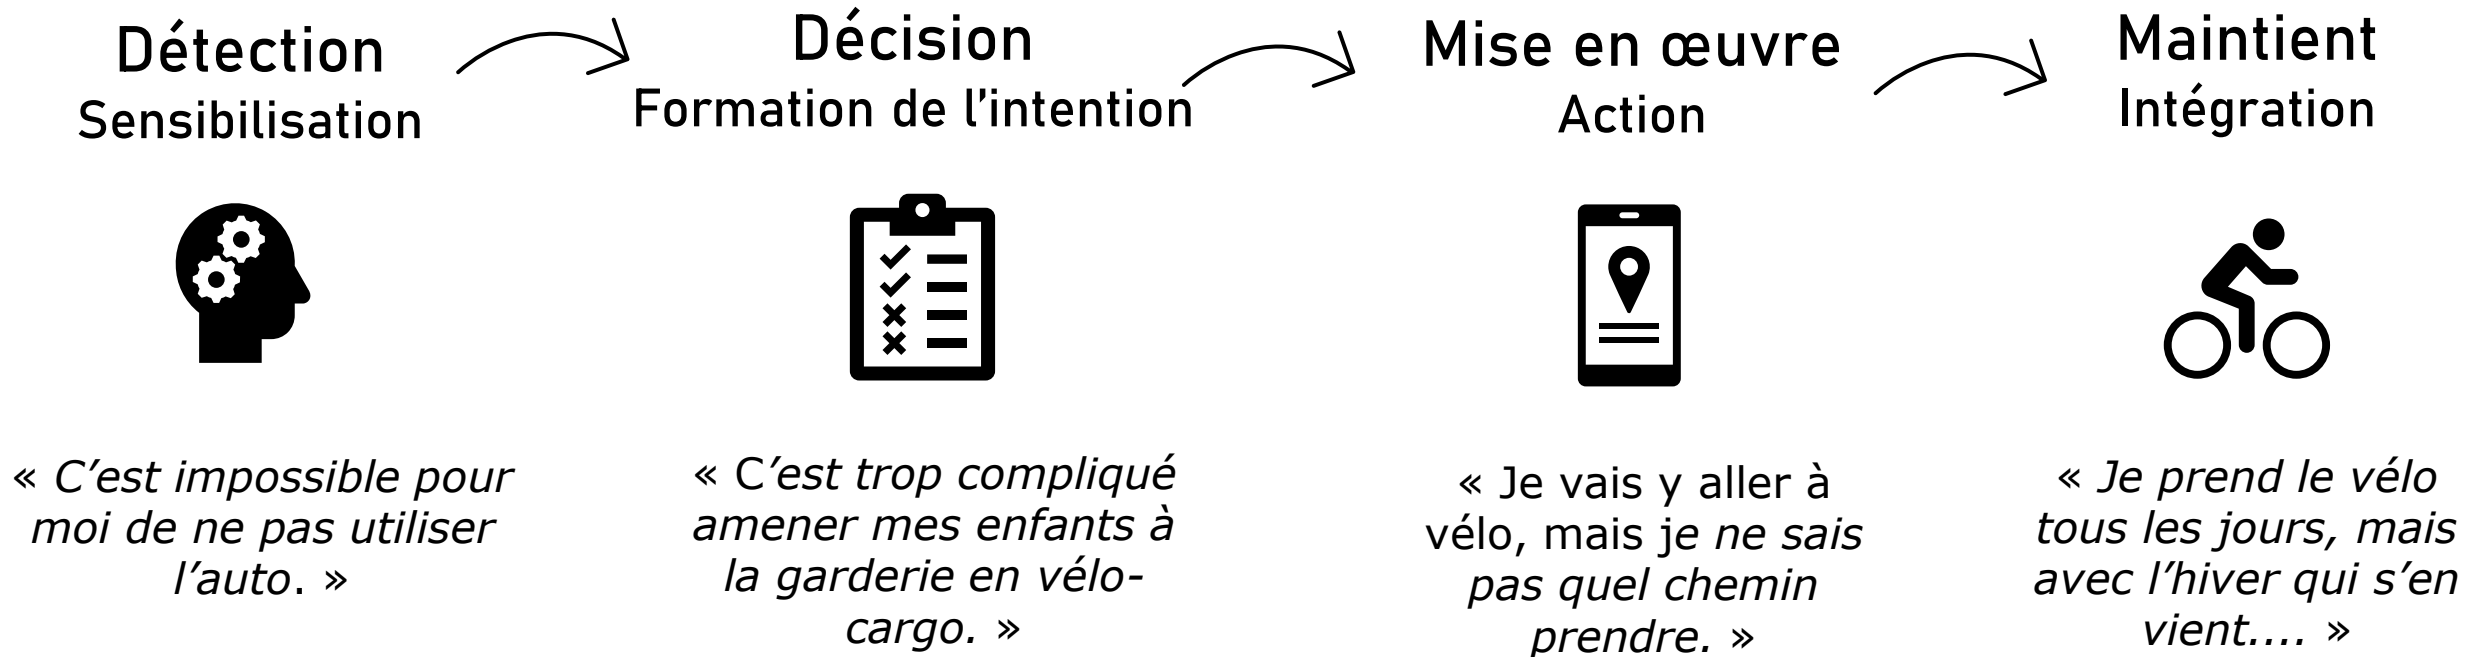 Détection
Sensibilisation
« C’est impossible pour
moi de ne pas utiliser
l’auto. »
Décision
Formation de l’intention
« C’est trop compliqué
amener mes enfants à
la garderie en vélo-
cargo. »
Mise en œuvre
Action
« Je vais y aller à
vélo, mais je ne sais
pas quel chemin
prendre. »
Maintient
Intégration
« Je prend le vélo
tous les jours, mais
avec l’hiver qui s’en
vient.... »